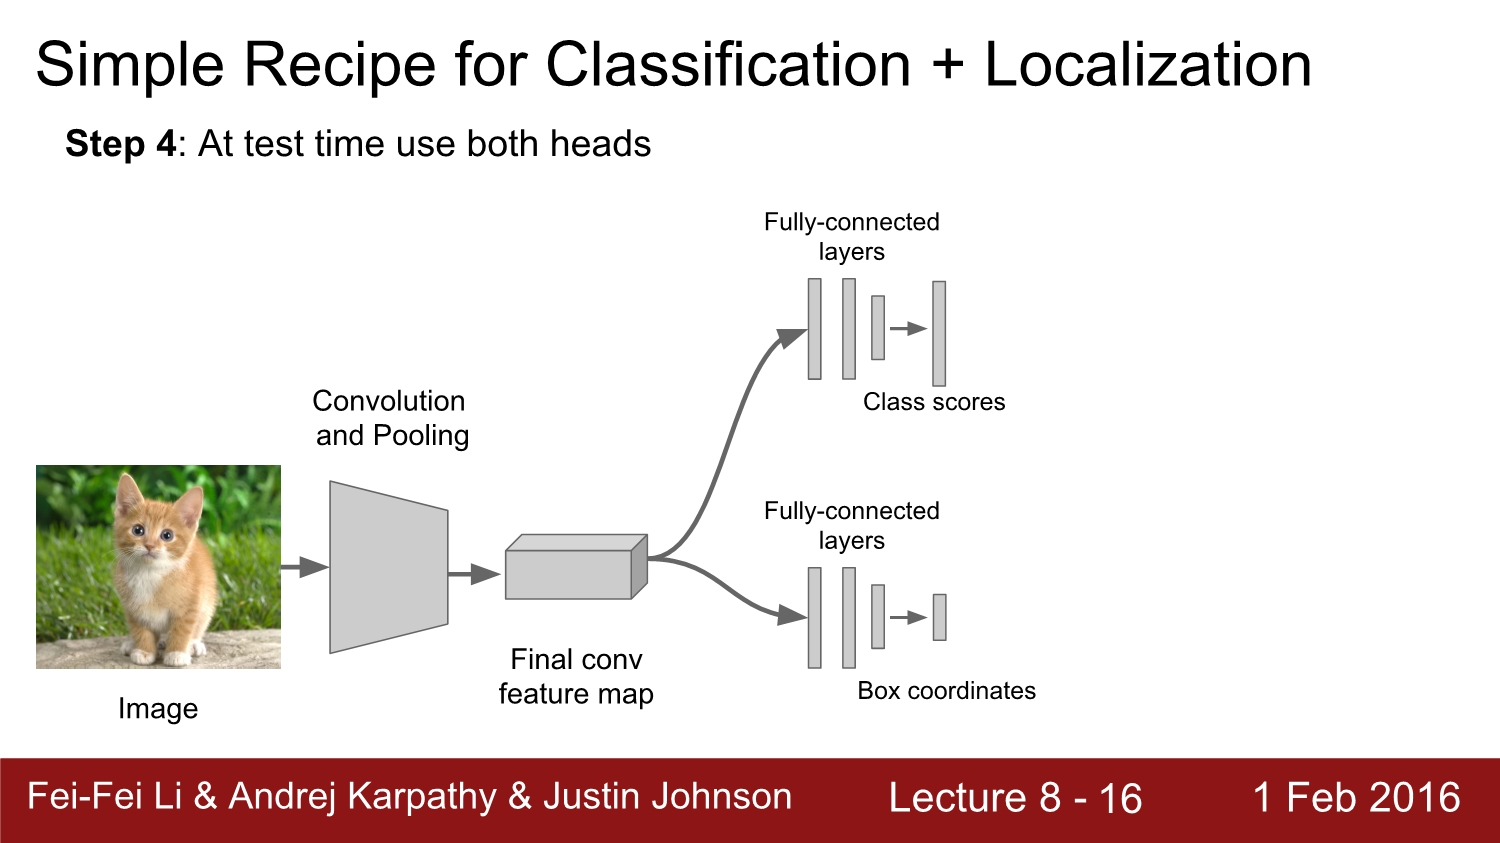 Simple Recipe for Classification + Localization
Step 4: At test time use both heads
Fully-connected
layers
Class scores
Convolution
and Pooling
Fully-connected
layers
Box coordinates
Final conv
feature map
Image
Fei-Fei Li & Andrej Karpathy & Justin Johnson
Lecture 8 - 16
1 Feb 2016